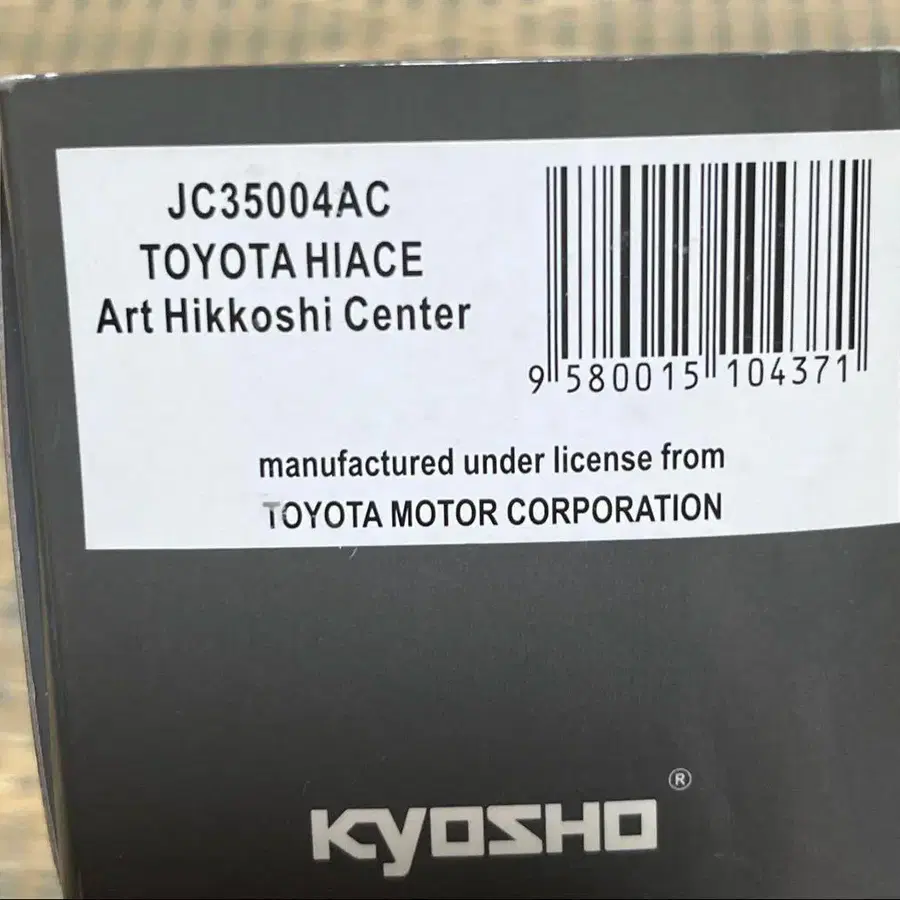 JC35004AC
TOYOTA HIACE
Art Hikkoshi Center
9 580015 104371
manufactured under license from
TOYOTA MOTOR CORPORATION
KYOSHO®